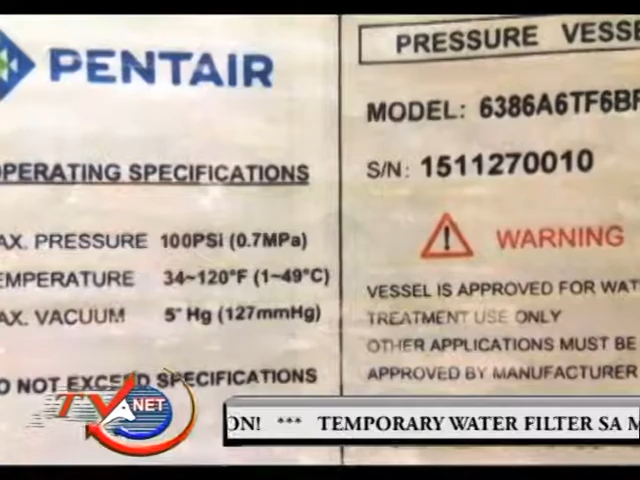 PENTAIR
OPERATING SPECIFICATIONS
AX. PRESSURE 100PSi (0.7MPa)
EMPERATURE 34~120°F (1~49°C)
AX. VACUUM 5" Hg (127mmHg)
O NOT EXCEED SPECIFICATIONS
PRESSURE VESSE
MODEL: 6386A6TF6BF
S/N: 1511270010
WARNING
VESSEL IS APPROVED FOR WAT
TREATMENT USE ONLY
OTHER APPLICATIONS MUST BE
APPROVED BY MANUFACTURER
TV NET
ON! *** TEMPORARY WATER FILTER SA M